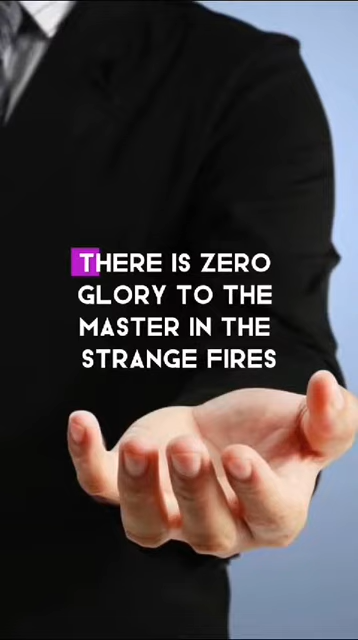 THERE IS ZERO
GLORY TO THE
MASTER IN THE
STRANGE FIRES